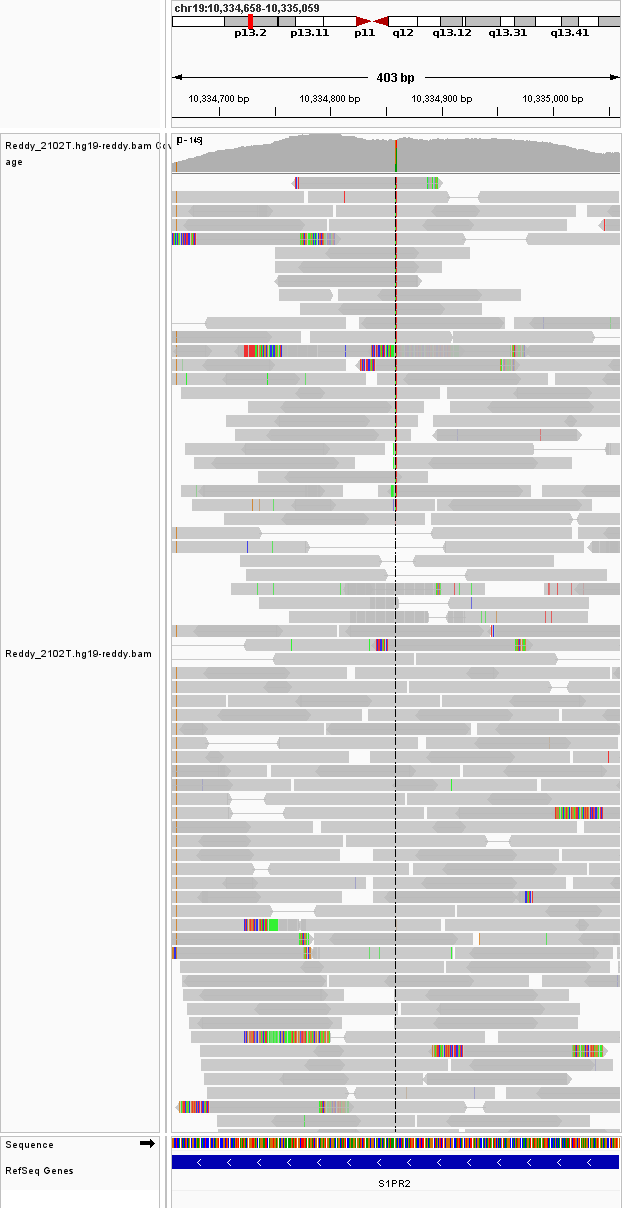 chr19:10,334,658-10,335,059
p13.2 p13.11 p11 q12 q13.12 q13.31 q13.41
403 bp
10,334,700 bp 10,334,800 bp 10,334,900 bp 10,335,000 bp
[0 - 145]
Reddy_2102T.hg19-reddy.bam Cov
age
Reddy_2102T.hg19-reddy.bam
Sequence
RefSeq Genes
S1PR2